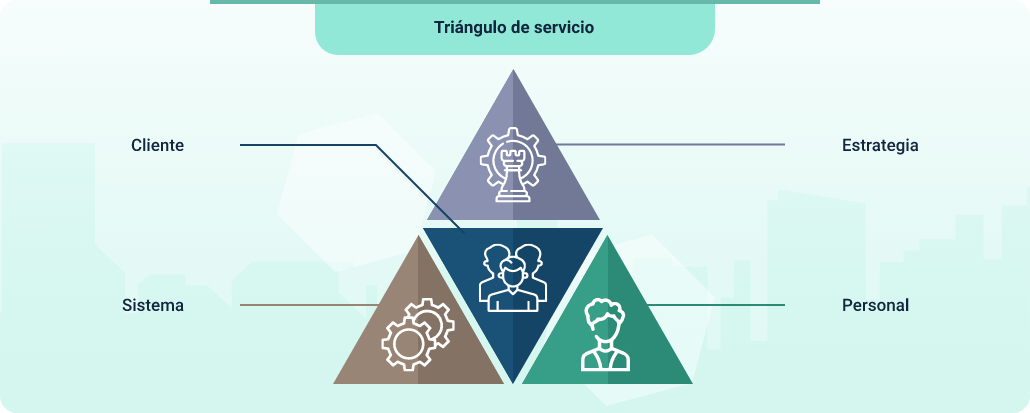 Triángulo de servicio
Cliente
Estrategia
Sistema
Personal